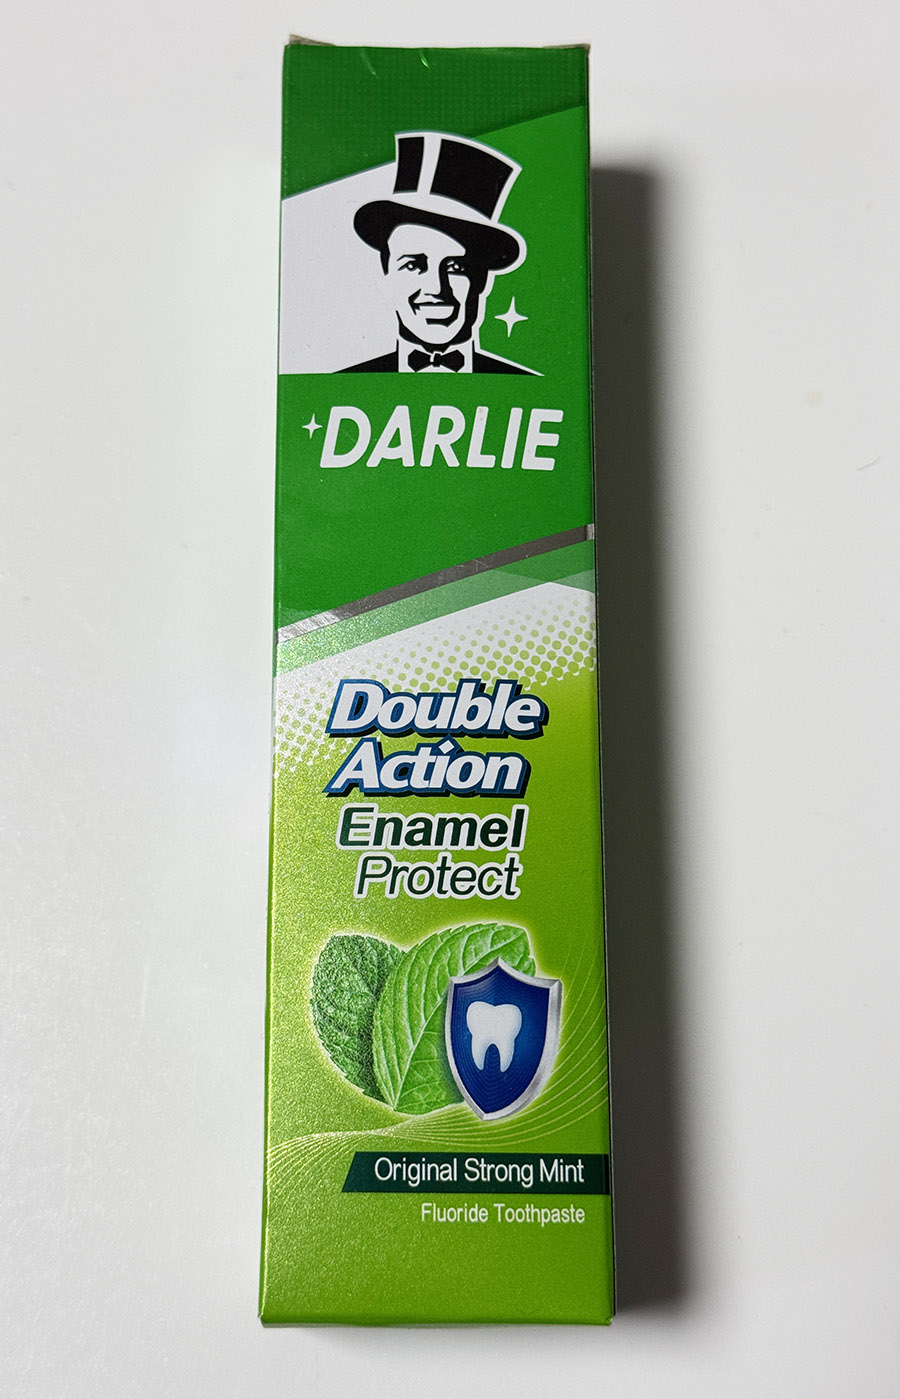 DARLIE
Double
Action
Enamel
Protect
Original Strong Mint
Fluoride Toothpaste